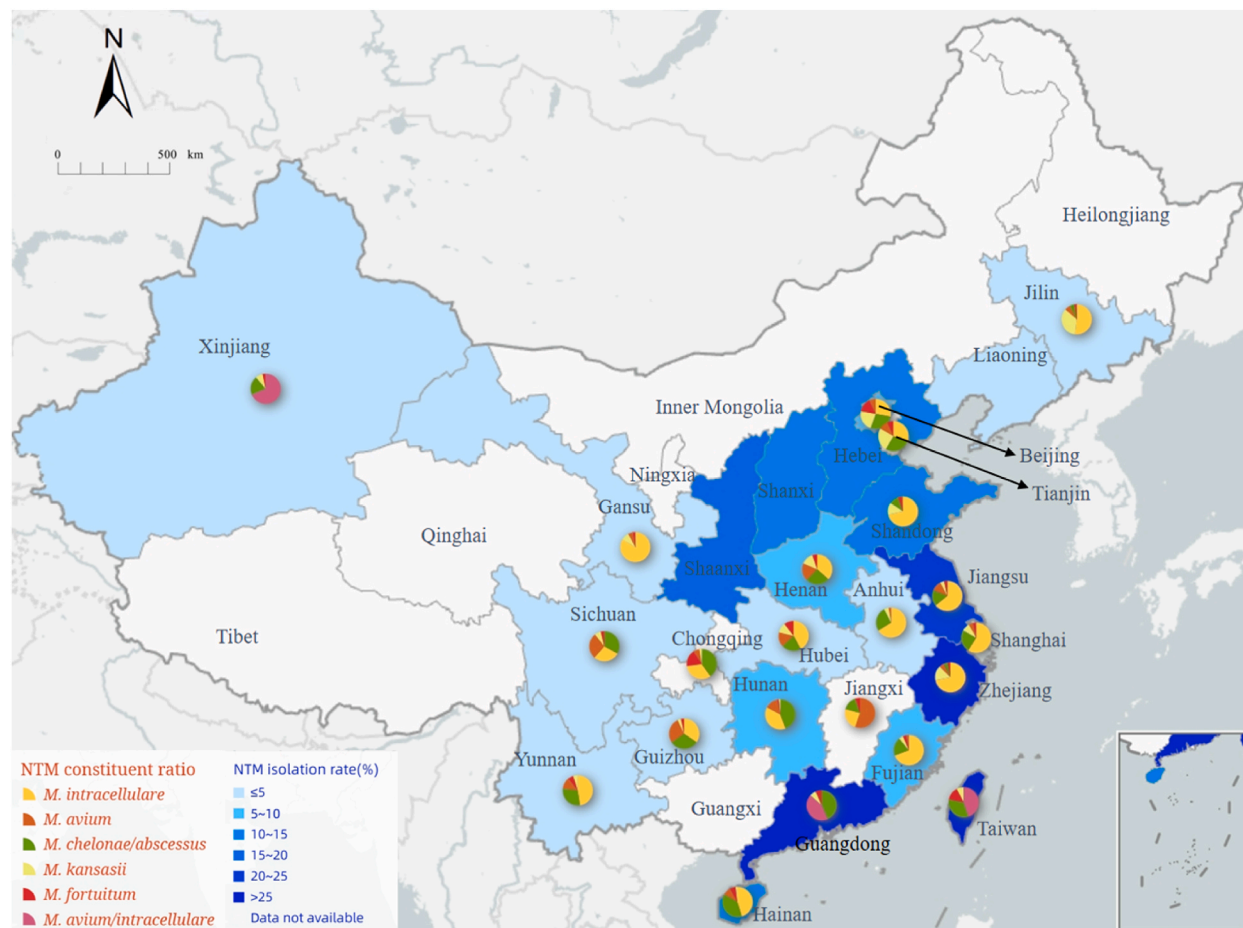 N
0 500 km
Heilongjiang
Jilin
Xinjiang
Liaoning
Inner Mongolia
Beijing
Hebei
Ningxia
Shanxi
Tianjin
Gansu
Qinghai
Shandong
Shaanxi
Henan
Anhui
Jiangsu
Sichuan
Tibet
Chongqing
Hubei
Shanghai
Hunan
Jiangxi
Zhejiang
Yunnan
Guizhou
Fujian
Guangxi
Taiwan
Guangdong
Hainan
NTM constituent ratio
M. intracellulare
M. avium
M. chelonae/abscessus
M. kansasii
M. fortuitum
M. avium/intracellulare
NTM isolation rate(%)
≤5
5~10
10~15
15~20
20~25
>25
Data not available